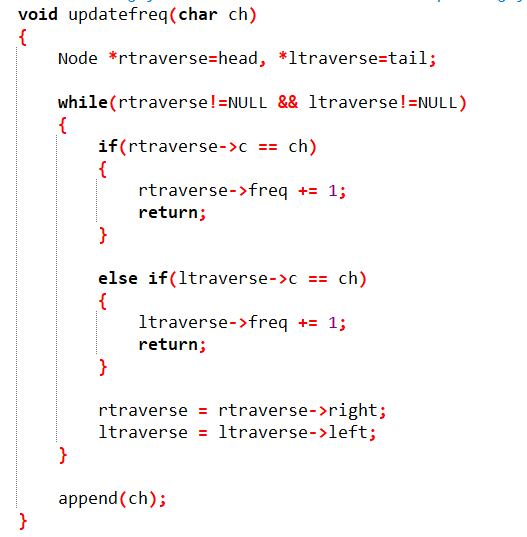 void updatefreq(char ch)
{
    Node *rtraverse=head, *ltraverse=tail;
    while(rtraverse!=NULL && ltraverse!=NULL)
    {
        if(rtraverse->c == ch)
        {
            rtraverse->freq += 1;
            return;
        }
        else if(ltraverse->c == ch)
        {
            ltraverse->freq += 1;
            return;
        }
        rtraverse = rtraverse->right;
        ltraverse = ltraverse->left;
    }
    append(ch);
}